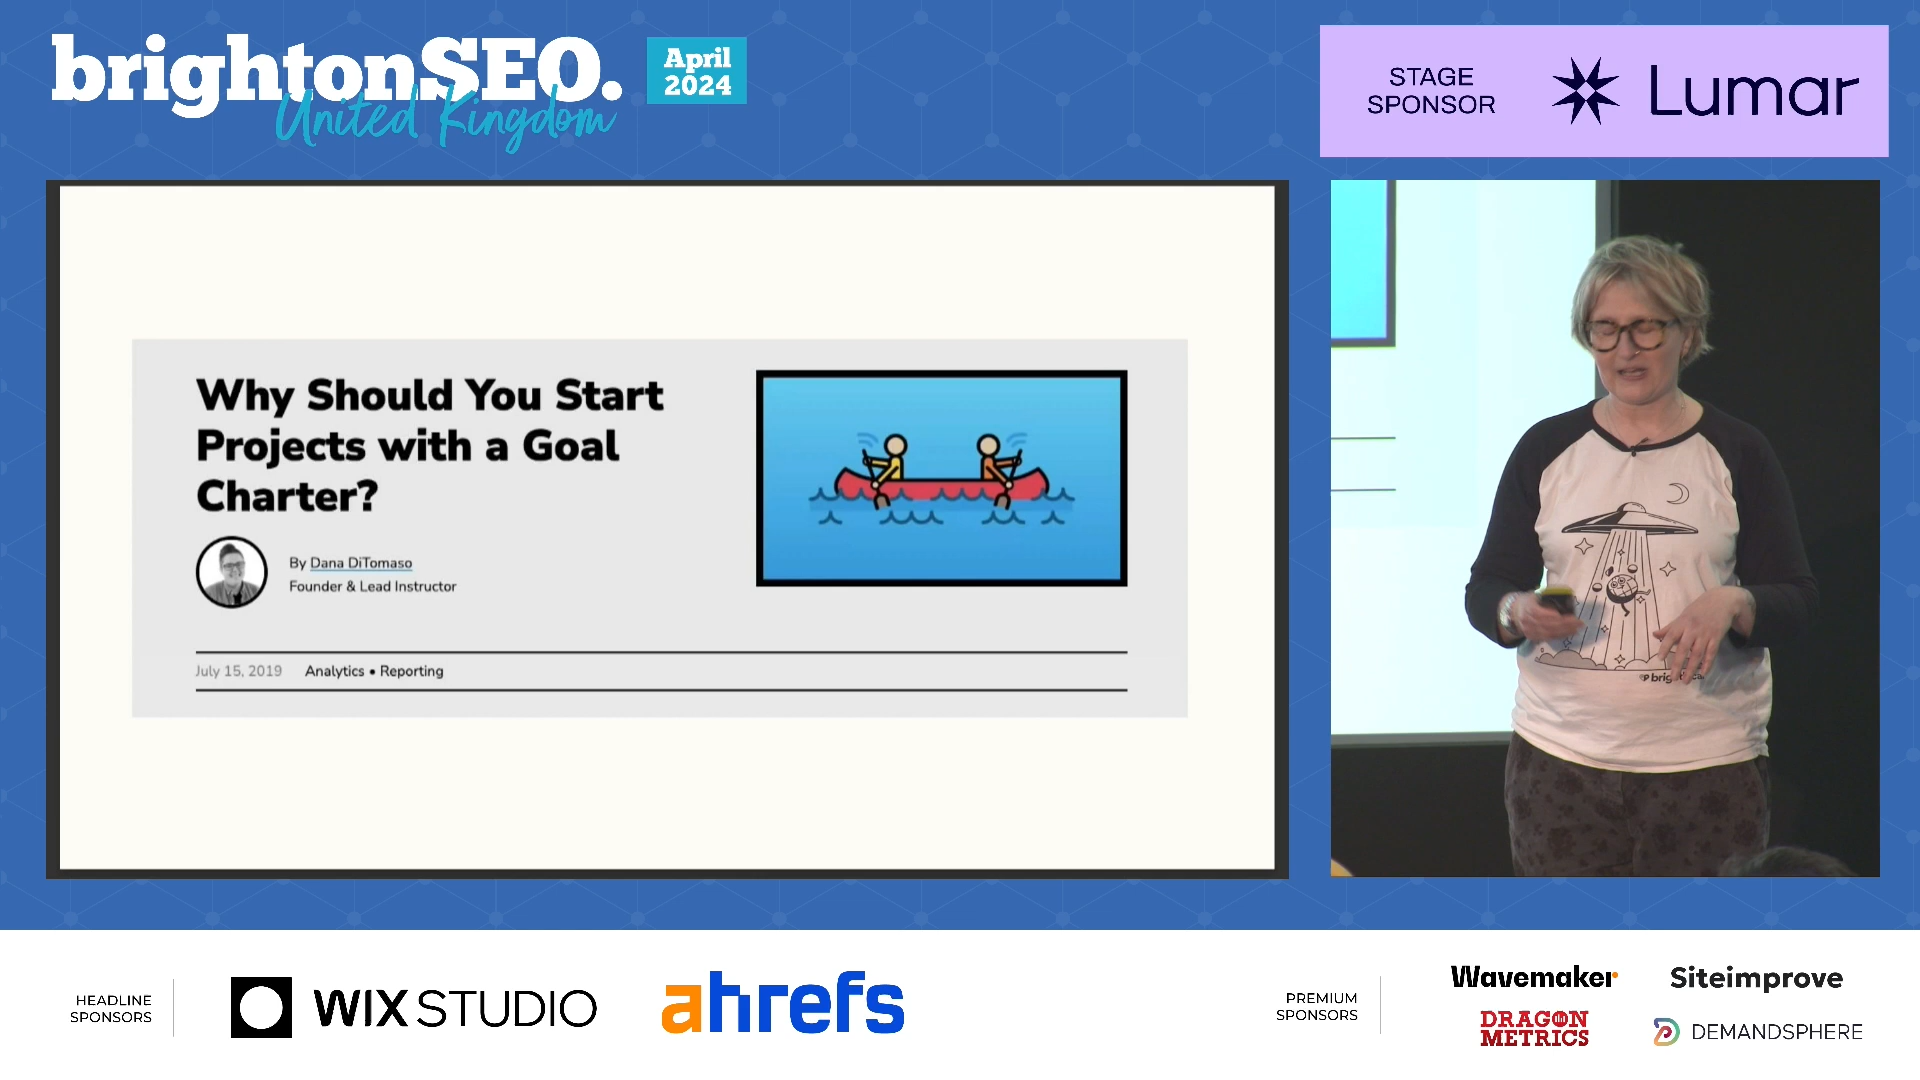 brightonSEO.
United Kingdom
April
2024
STAGE
SPONSOR
Lumar
Why Should You Start
Projects with a Goal
Charter?
By Dana DiTomaso
Founder & Lead Instructor
July 15, 2019 Analytics • Reporting
HEADLINE
SPONSORS
WIX STUDIO
ahrefs
PREMIUM
SPONSORS
Wavemaker
Siteimprove
DRAGON
METRICS
DEMANDSPHERE